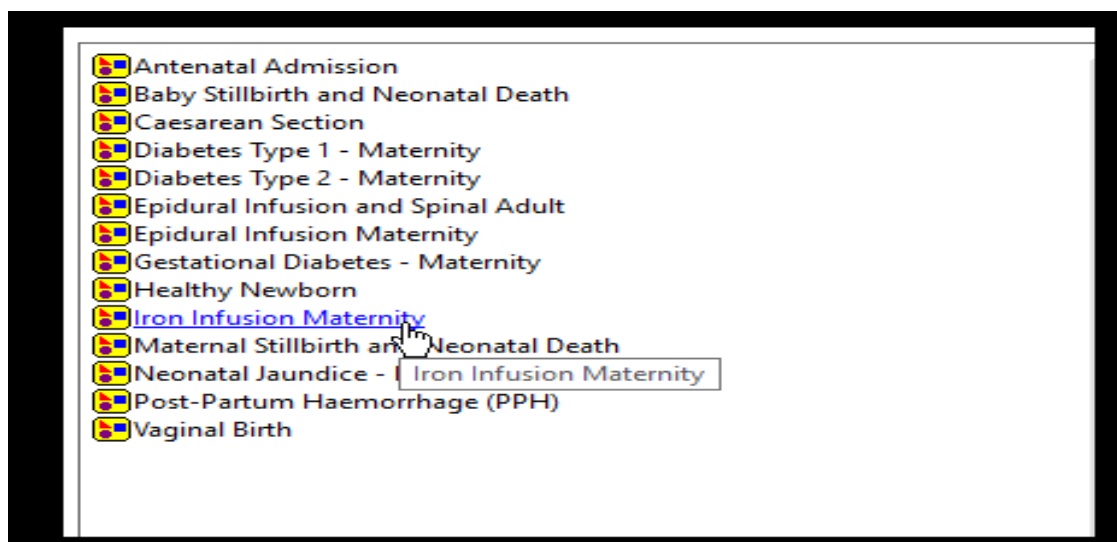 Antenatal Admission
Baby Stillbirth and Neonatal Death
Caesarean Section
Diabetes Type 1 - Maternity
Diabetes Type 2 - Maternity
Epidural Infusion and Spinal Adult
Epidural Infusion Maternity
Gestational Diabetes - Maternity
Healthy Newborn
Iron Infusion Maternity
Maternal Stillbirth and Neonatal Death
Neonatal Jaundice -
Iron Infusion Maternity
Post-Partum Haemorrhage (PPH)
Vaginal Birth